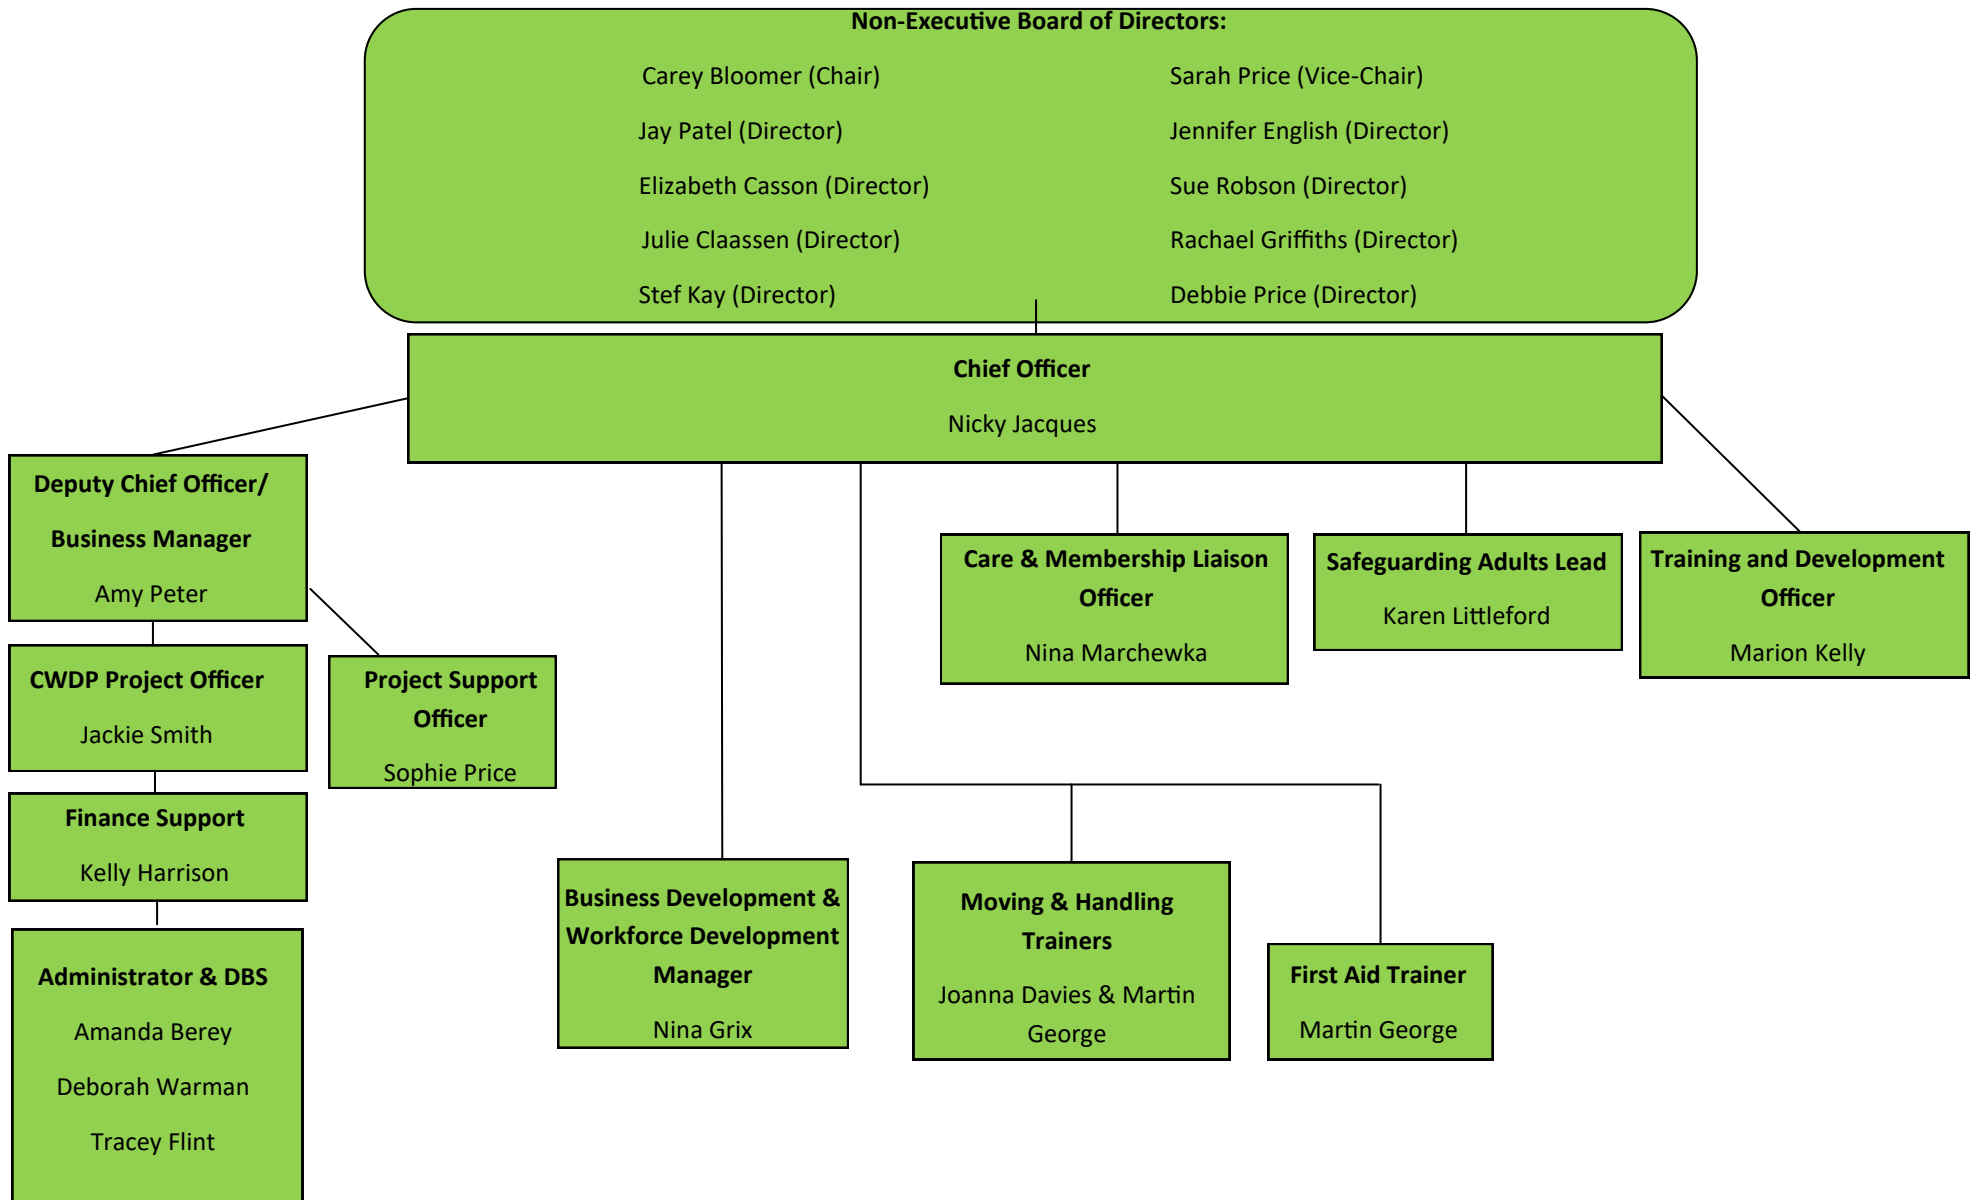 Non-Executive Board of Directors:
Carey Bloomer (Chair)
Sarah Price (Vice-Chair)
Jay Patel (Director)
Jennifer English (Director)
Elizabeth Casson (Director)
Sue Robson (Director)
Julie Claassen (Director)
Rachael Griffiths (Director)
Stef Kay (Director)
Debbie Price (Director)
Chief Officer
Nicky Jacques
Deputy Chief Officer/
Business Manager
Amy Peter
CWDP Project Officer
Jackie Smith
Project Support
Officer
Sophie Price
Finance Support
Kelly Harrison
Administrator & DBS
Amanda Berey
Deborah Warman
Tracey Flint
Business Development &
Workforce Development
Manager
Nina Grix
Care & Membership Liaison
Officer
Nina Marchewka
Safeguarding Adults Lead
Karen Littleford
Training and Development
Officer
Marion Kelly
Moving & Handling
Trainers
Joanna Davies & Martin
George
First Aid Trainer
Martin George